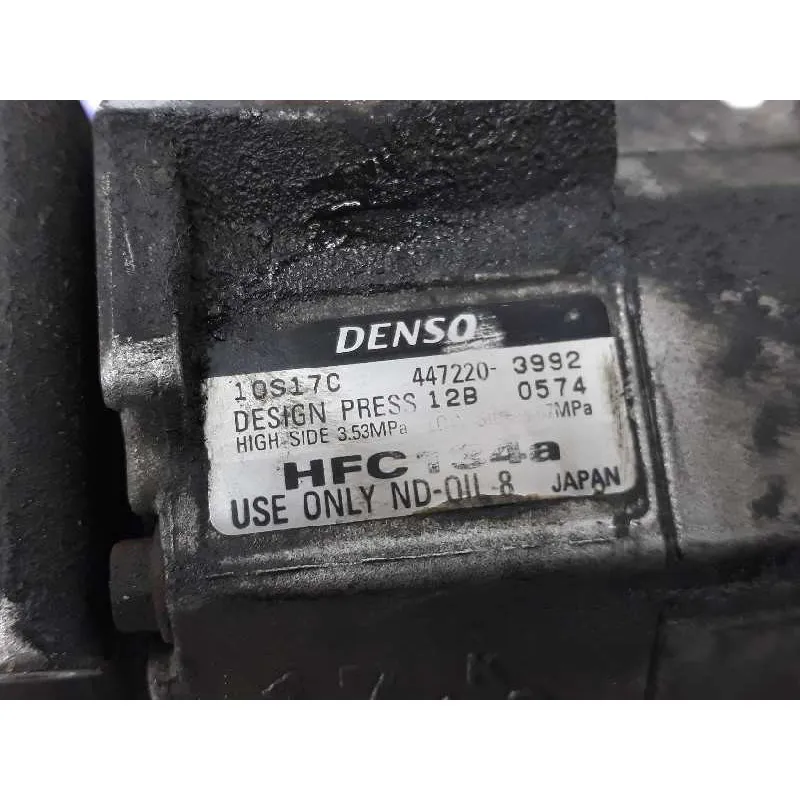 DENSO
10S17C 447220-3992
DESIGN PRESS 12B 0574
HIGH-SIDE 3.53MPa MPa
HFC134a
USE ONLY ND-OIL 8 JAPAN